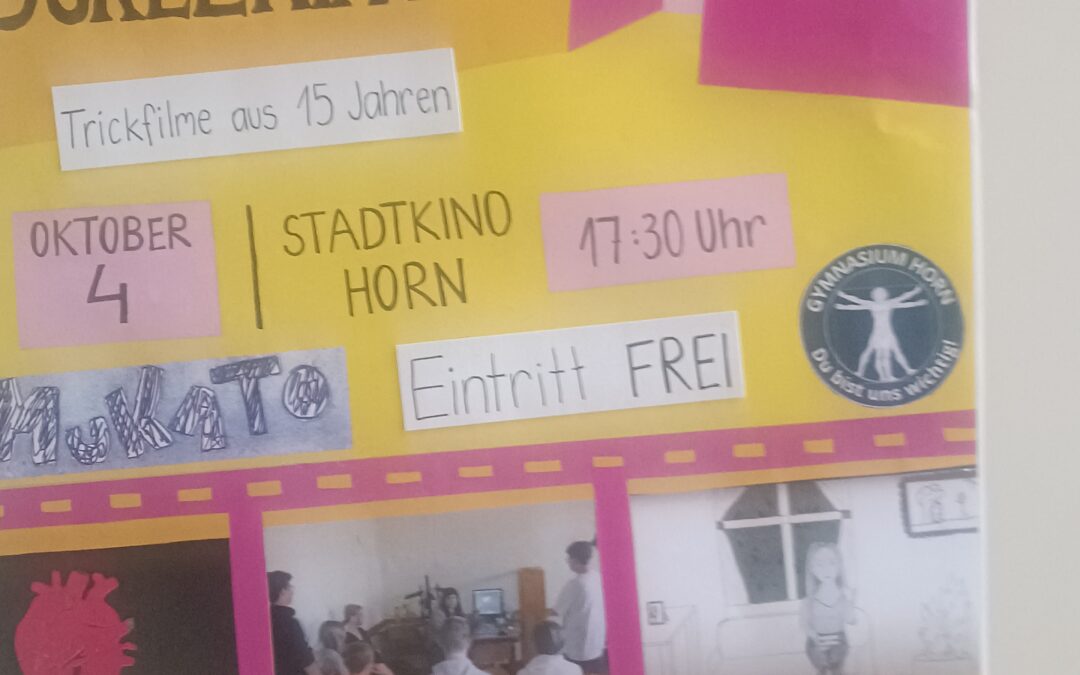 Trickfilme aus 15 Jahren
OKTOBER
4
STADTKINO
HORN
17:30 Uhr
GYMNASIUM HORN
Du bist uns wichtig!
MJKATO
Eintritt FREI